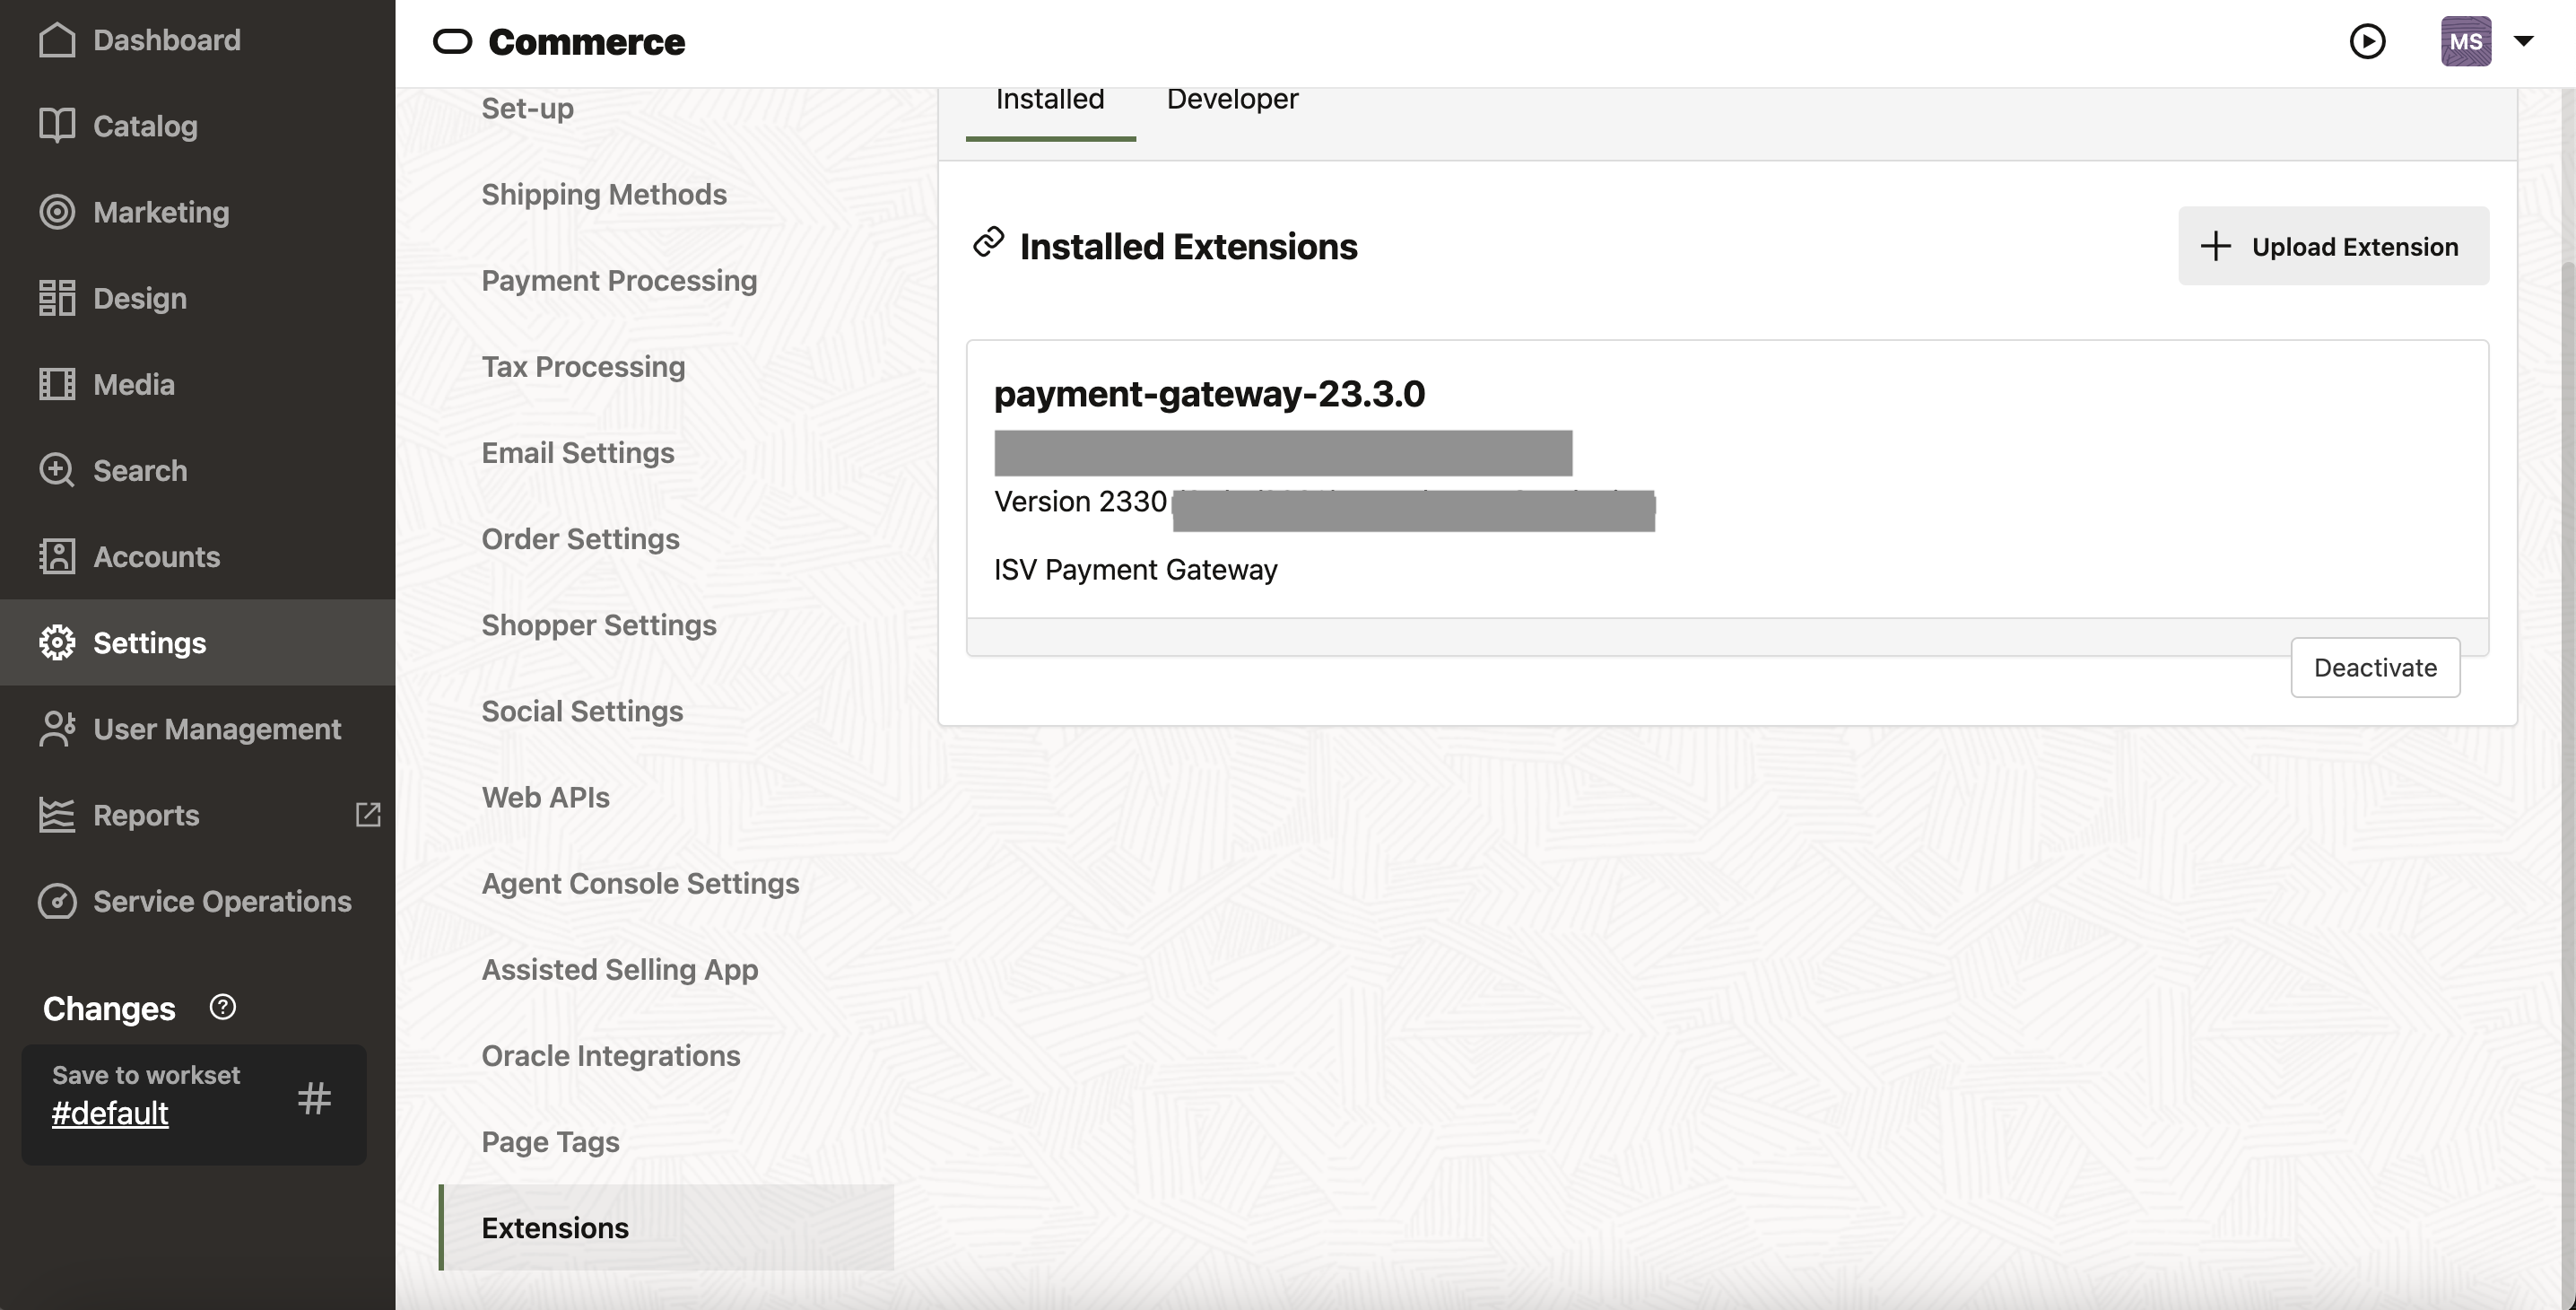 Dashboard
Catalog
Marketing
Design
Media
Search
Accounts
Settings
User Management
Reports
Service Operations
Changes
Save to workset
#default
Commerce
MS
Set-up
Shipping Methods
Payment Processing
Tax Processing
Email Settings
Order Settings
Shopper Settings
Social Settings
Web APIs
Agent Console Settings
Assisted Selling App
Oracle Integrations
Page Tags
Extensions
Installed Developer
Installed Extensions
Upload Extension
payment-gateway-23.3.0
Version 2330
ISV Payment Gateway
Deactivate